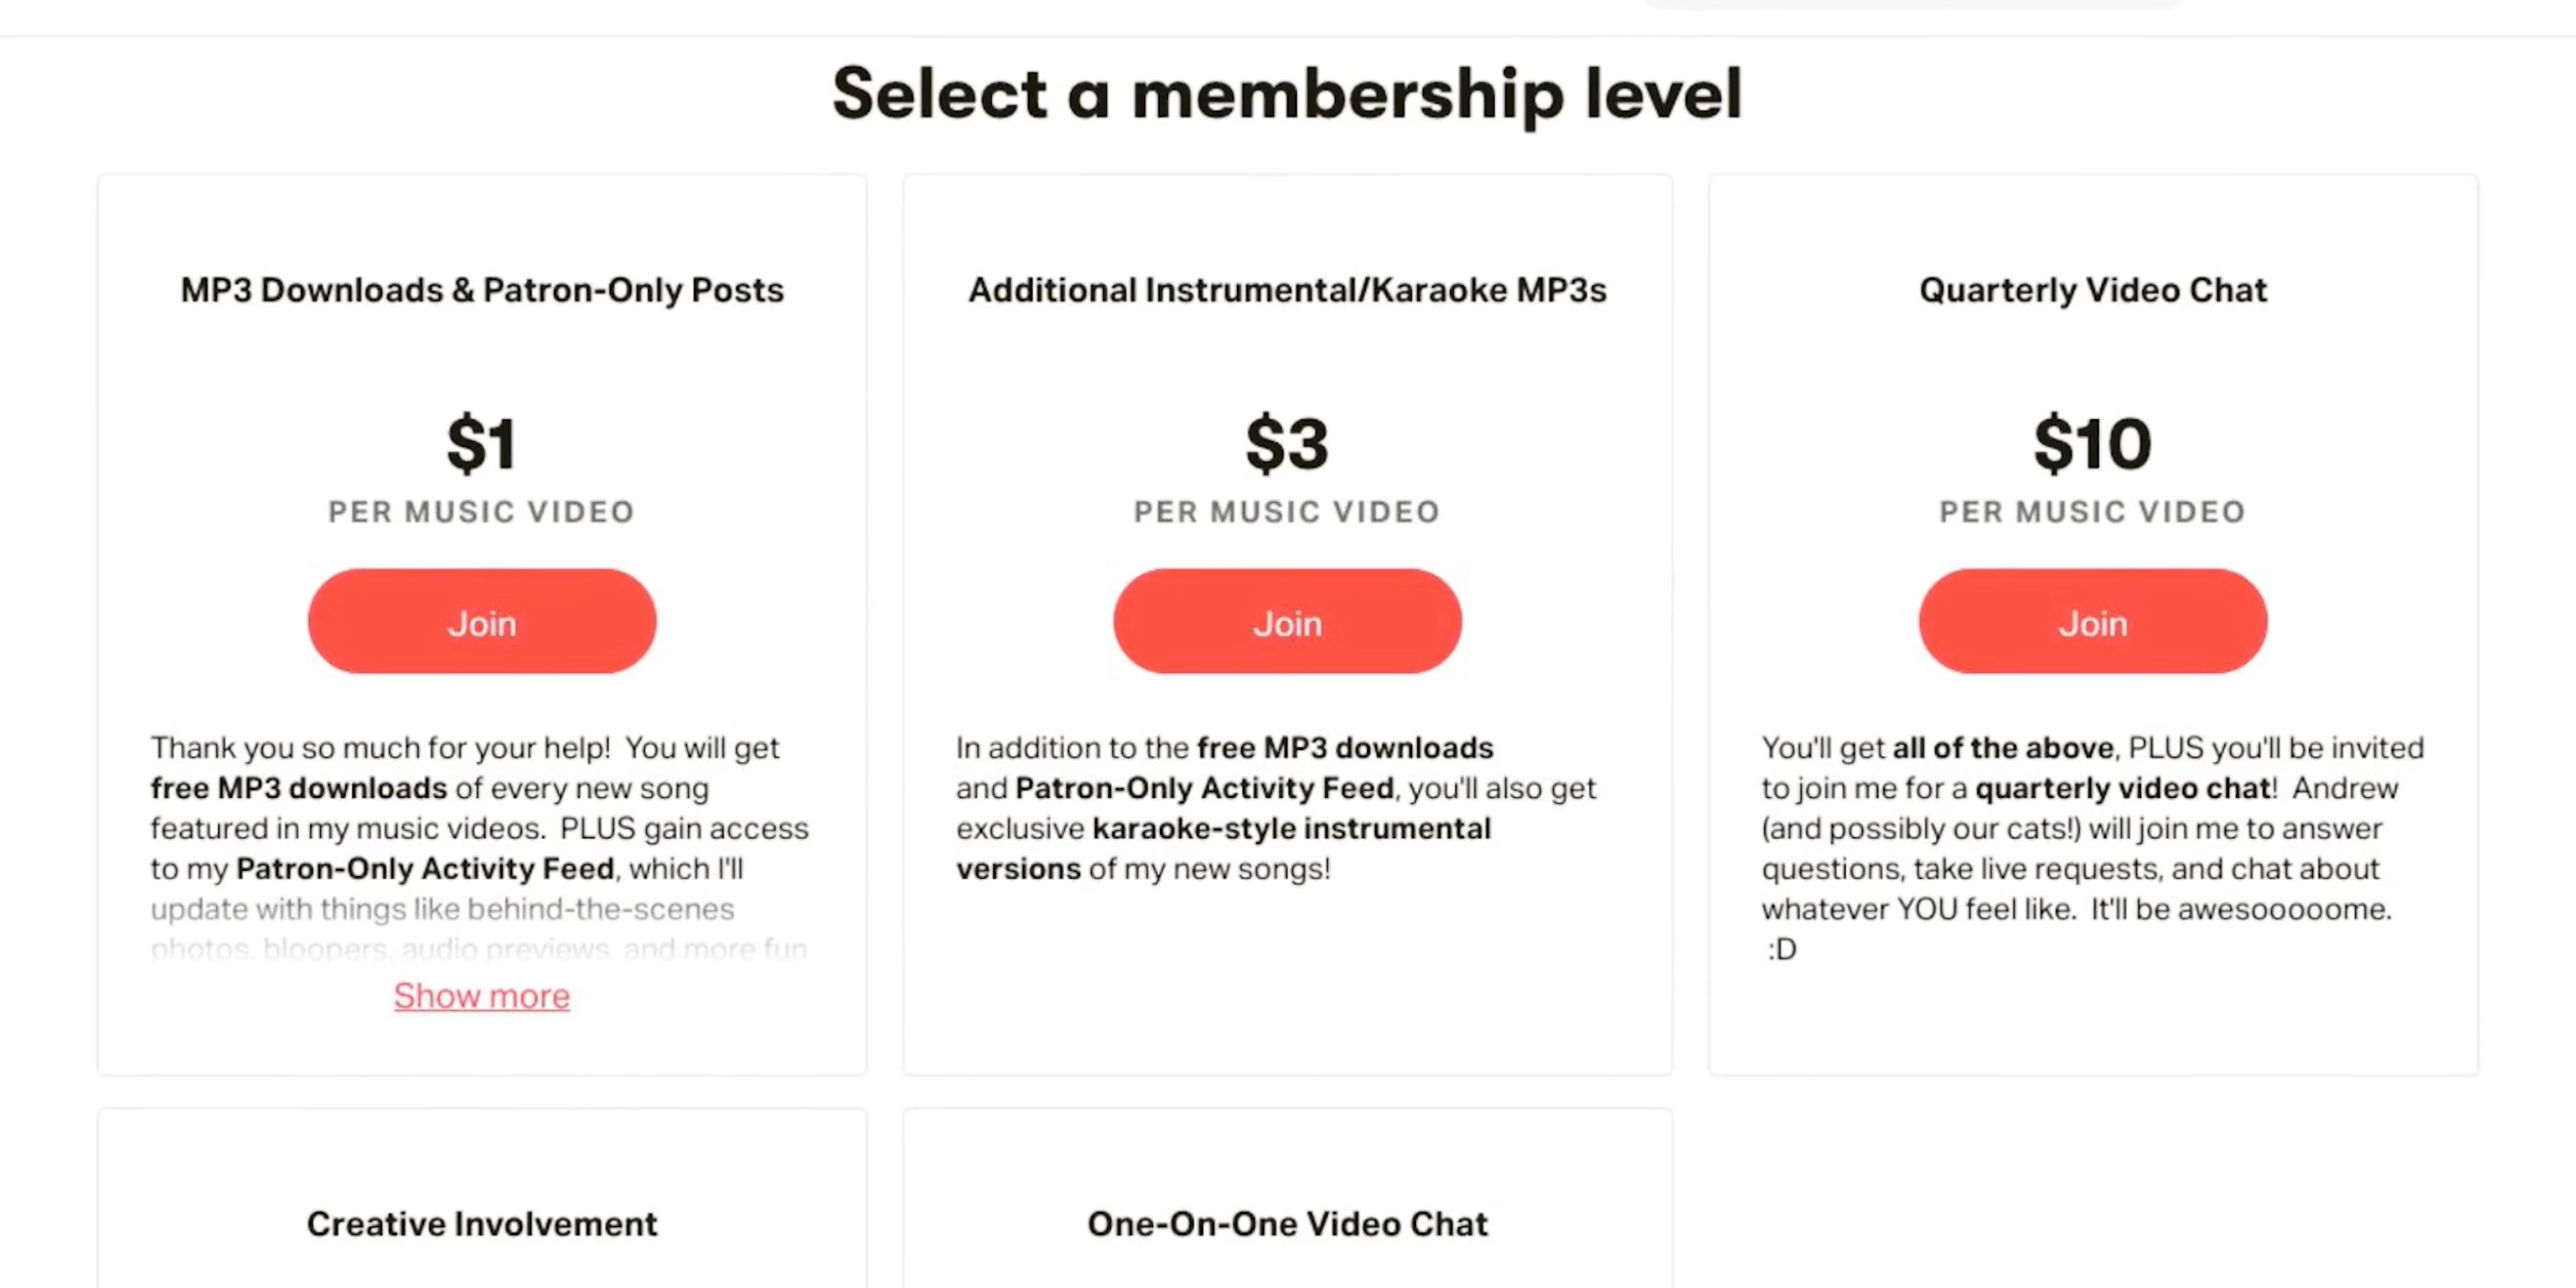 Select a membership level
MP3 Downloads & Patron-Only Posts
$1
PER MUSIC VIDEO
Join
Thank you so much for your help!  You will get
free MP3 downloads of every new song
featured in my music videos.  PLUS gain access
to my Patron-Only Activity Feed, which I'll
update with things like behind-the-scenes
photos, bloopers, audio previews, and more fun
Show more
Additional Instrumental/Karaoke MP3s
$3
PER MUSIC VIDEO
Join
In addition to the free MP3 downloads
and Patron-Only Activity Feed, you'll also get
exclusive karaoke-style instrumental
versions of my new songs!
Quarterly Video Chat
$10
PER MUSIC VIDEO
Join
You'll get all of the above, PLUS you'll be invited
to join me for a quarterly video chat!  Andrew
(and possibly our cats!) will join me to answer
questions, take live requests, and chat about
whatever YOU feel like.  It'll be awesooooome.
:D
Creative Involvement
One-On-One Video Chat